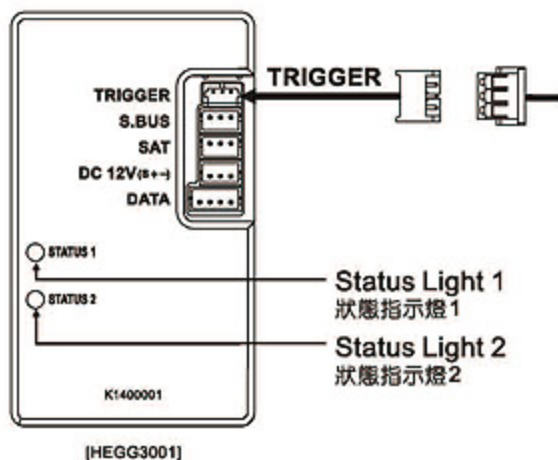 TRIGGER
TRIGGER
S.BUS
SAT
DC 12V(S+-)
DATA
STATUS 1
Status Light 1
狀態指示燈1
STATUS 2
Status Light 2
狀態指示燈2
K1400001
[HEGG3001]